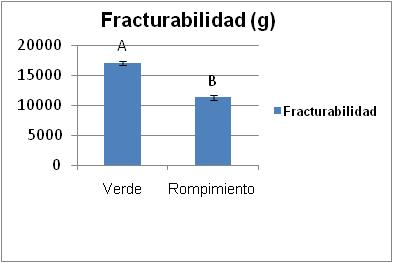 Fracturabilidad (g)
20000
15000
10000
5000
0
A
B
Verde
Rompimiento
Fracturabilidad